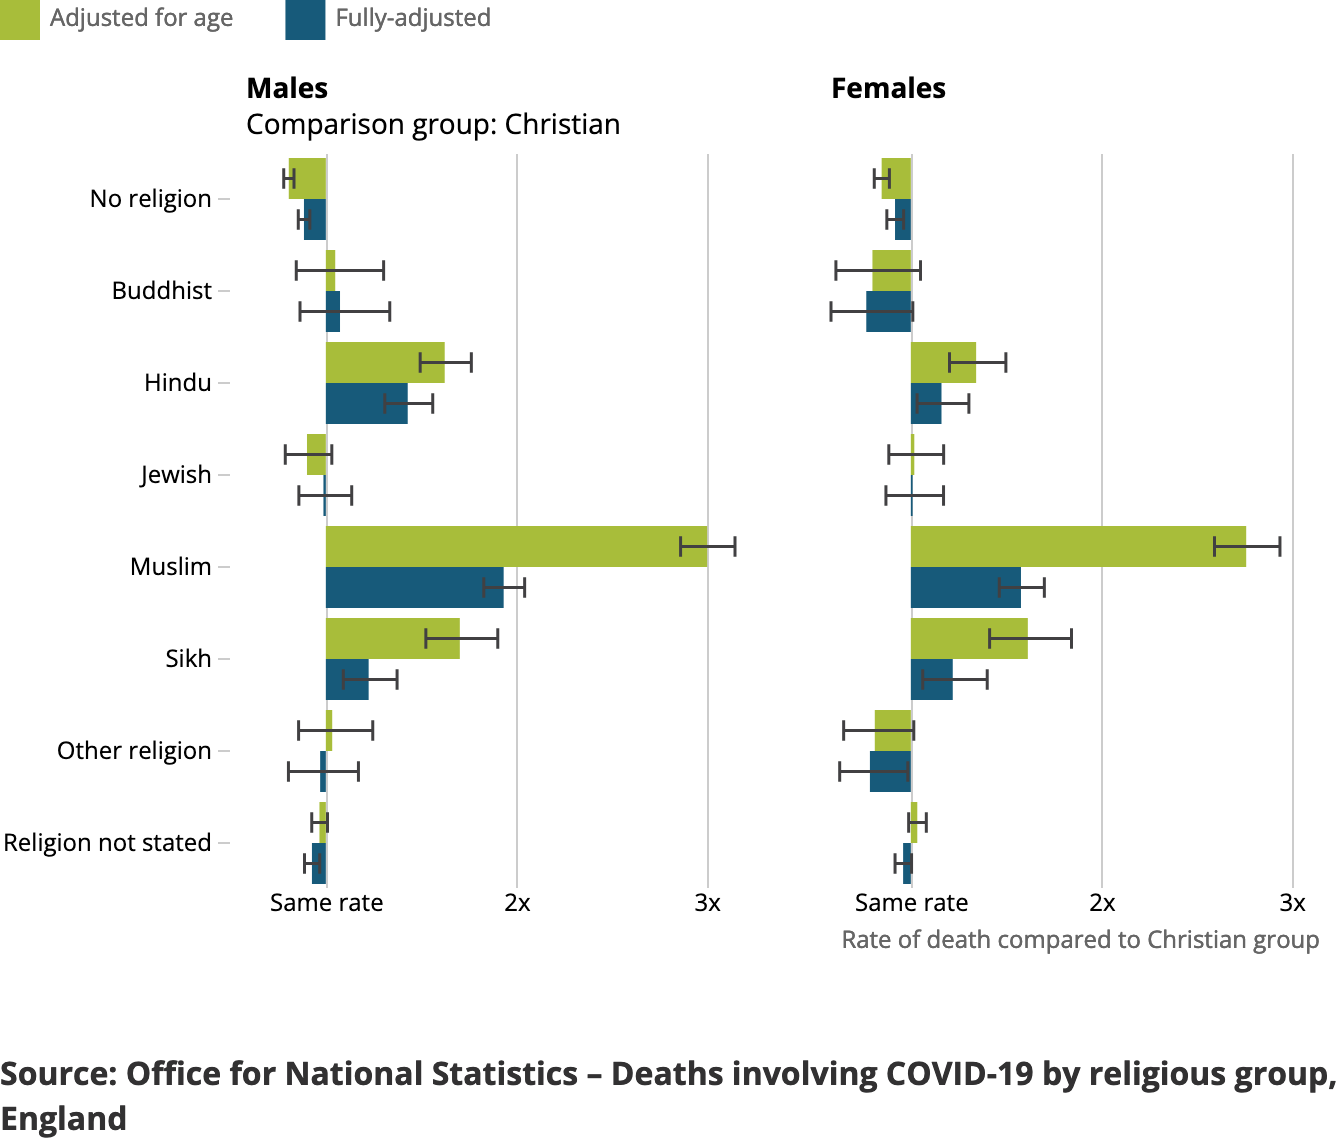 Adjusted for age
Fully-adjusted
Males
Comparison group: Christian
Females
No religion
Buddhist
Hindu
Jewish
Muslim
Sikh
Other religion
Religion not stated
Same rate
2x
3x
Same rate
2x
3x
Rate of death compared to Christian group
Source: Office for National Statistics – Deaths involving COVID-19 by religious group,
England